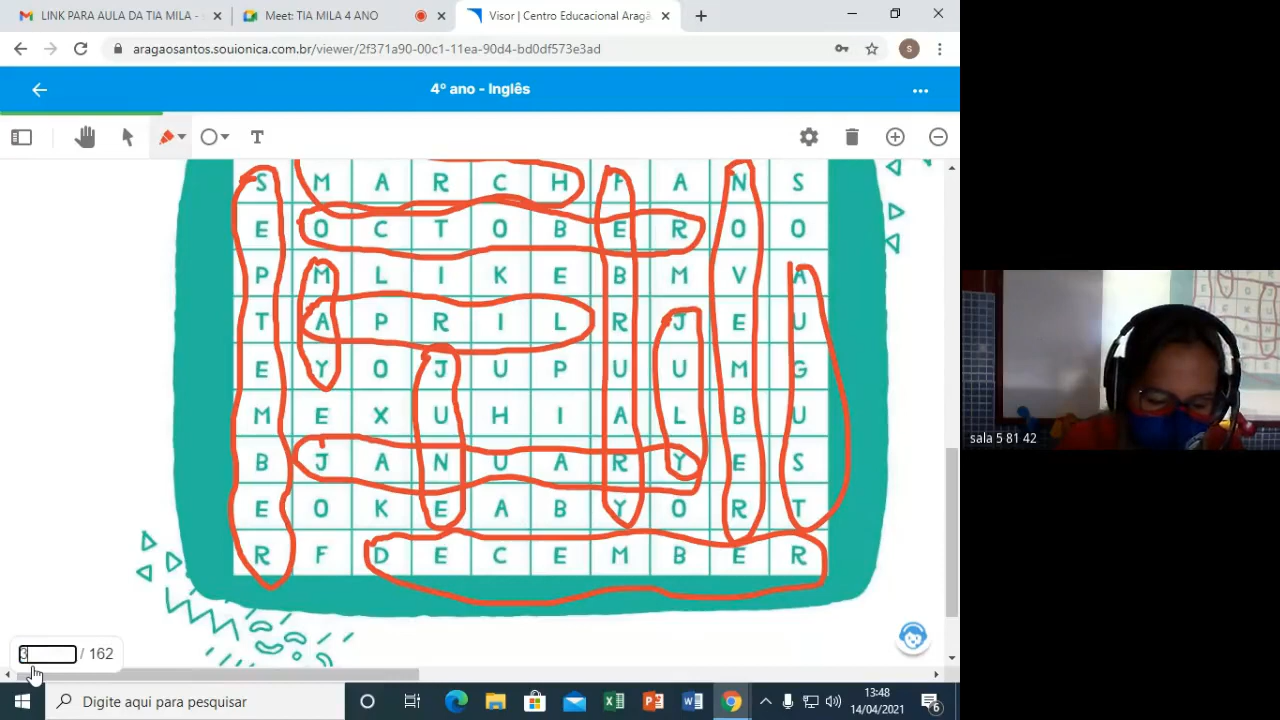 LINK PARA AULA DA TIA MILA - s
Meet: TIA MILA 4 ANO
Visor | Centro Educacional Aragã
aragaosantos.souionica.com.br/viewer/2f371a90-00c1-11ea-90d4-bd0df573e3ad
S
4º ano - Inglês
T
S M A R C H F A N S
E O C T O B E R O O
P M L I K E B M V A
T A P R I L R J E U
E Y O J U P U U M G
M E X U H I A L B U
B J A N U A R Y E S
E O K E A B Y O R T
R F D E C E M B E R
sala 5 81 42
3 / 162
Digite aqui para pesquisar
13:48
14/04/2021
6